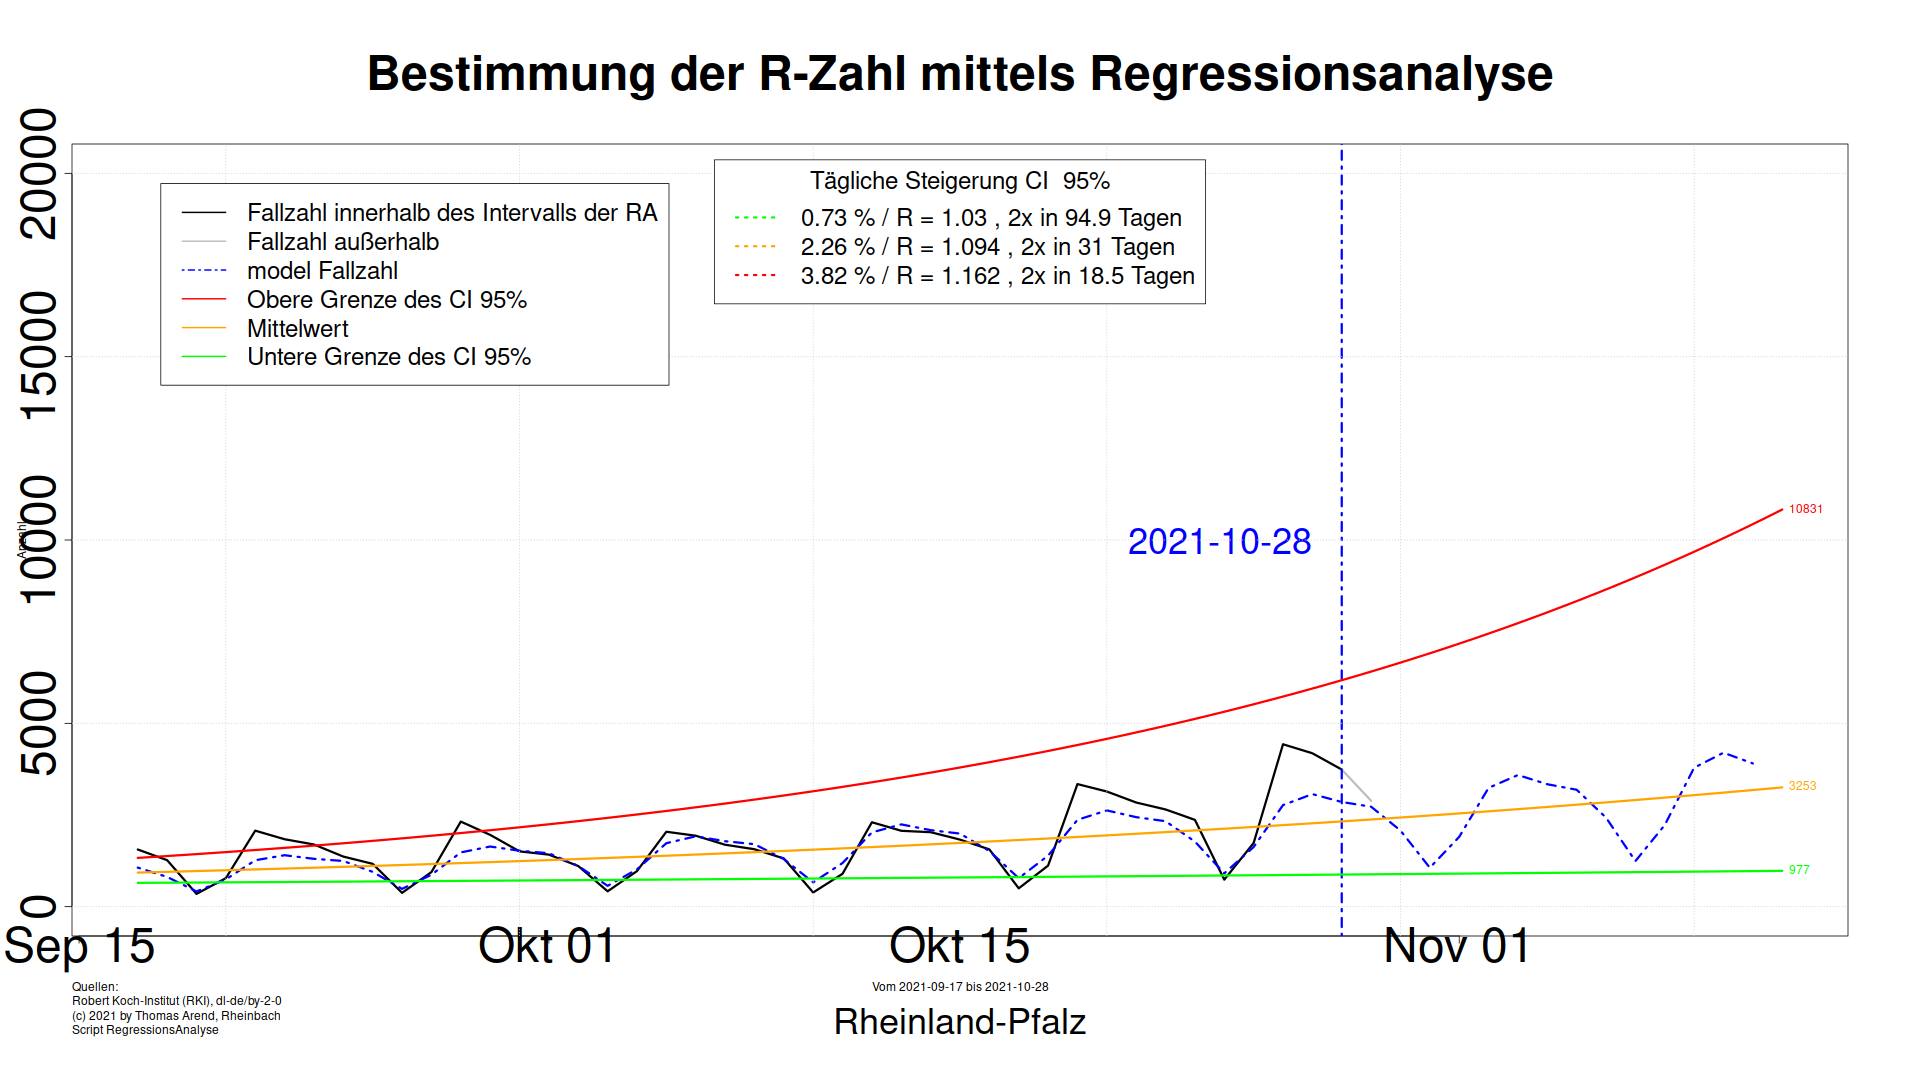 Bestimmung der R-Zahl mittels Regressionsanalyse
20000
15000
10000
5000
0
Anzahl
Fallzahl innerhalb des Intervalls der RA
Fallzahl außerhalb
model Fallzahl
Obere Grenze des CI 95%
Mittelwert
Untere Grenze des CI 95%
Tägliche Steigerung CI  95%
0.73 % / R = 1.03 , 2x in 94.9 Tagen
2.26 % / R = 1.094 , 2x in 31 Tagen
3.82 % / R = 1.162 , 2x in 18.5 Tagen
2021-10-28
10831
3253
977
Sep 15
Okt 01
Okt 15
Nov 01
Quellen:
Robert Koch-Institut (RKI), dl-de/by-2-0
(c) 2021 by Thomas Arend, Rheinbach
Script RegressionsAnalyse
Vom 2021-09-17 bis 2021-10-28
Rheinland-Pfalz